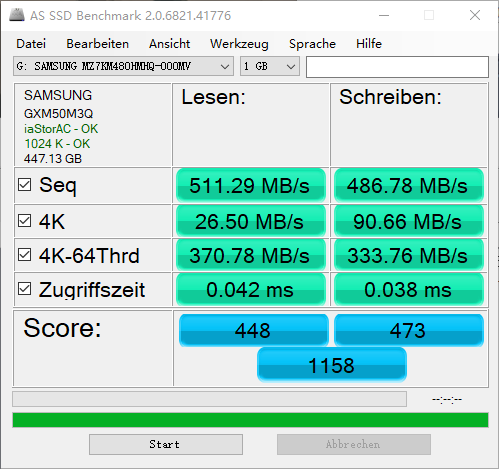 AS SSD Benchmark 2.0.6821.41776
Datei Bearbeiten Ansicht Werkzeug Sprache Hilfe
G: SAMSUNG MZ7KM480HMHQ-000MV 1 GB
SAMSUNG
GXM50M3Q
iaStorAC - OK
1024 K - OK
447.13 GB
Lesen: Schreiben:
Seq 511.29 MB/s 486.78 MB/s
4K 26.50 MB/s 90.66 MB/s
4K-64Thrd 370.78 MB/s 333.76 MB/s
Zugriffszeit 0.042 ms 0.038 ms
Score: 448 473
1158
--:--:--
Start Abbrechen